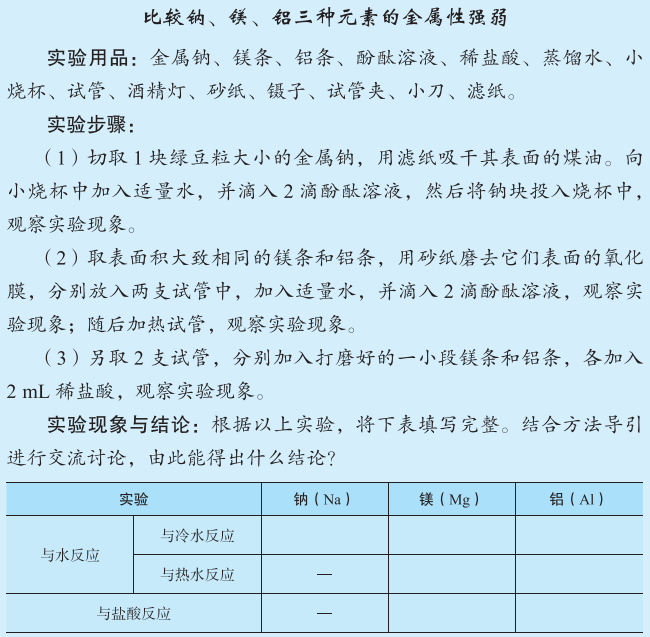 比较钠、镁、铝三种元素的金属性强弱
实验用品：金属钠、镁条、铝条、酚酞溶液、稀盐酸、蒸馏水、小
烧杯、试管、酒精灯、砂纸、镊子、试管夹、小刀、滤纸。
实验步骤：
（1）切取1块绿豆粒大小的金属钠，用滤纸吸干其表面的煤油。向
小烧杯中加入适量水，并滴入2滴酚酞溶液，然后将钠块投入烧杯中，
观察实验现象。
（2）取表面积大致相同的镁条和铝条，用砂纸磨去它们表面的氧化
膜，分别放入两支试管中，加入适量水，并滴入2滴酚酞溶液，观察实
验现象；随后加热试管，观察实验现象。
（3）另取2支试管，分别加入打磨好的一小段镁条和铝条，各加入
2 mL 稀盐酸，观察实验现象。
实验现象与结论：根据以上实验，将下表填写完整。结合方法导引
进行交流讨论，由此能得出什么结论？
实验 钠（Na） 镁（Mg） 铝（Al）
与水反应 与冷水反应
与热水反应 —
与盐酸反应 —